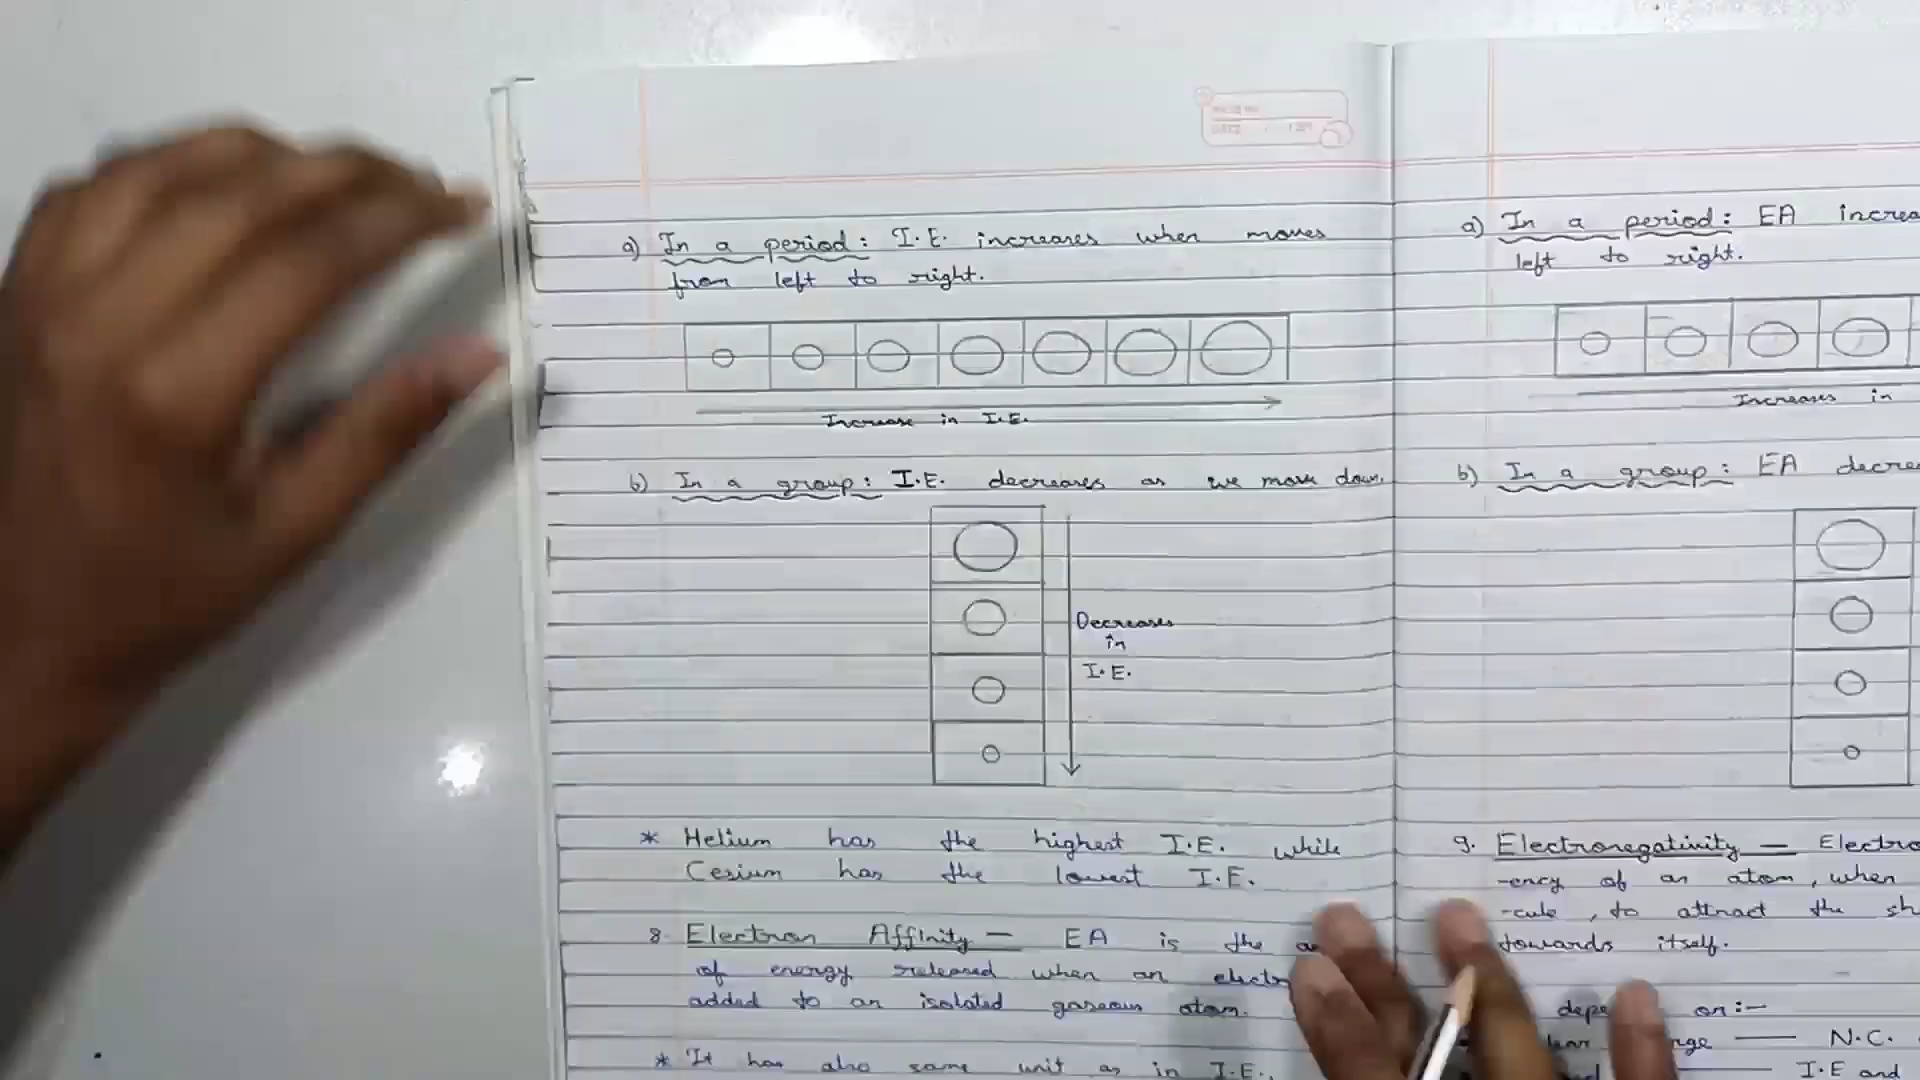 a) In a period: I.E. increases when moves
from left to right.
Increase in I.E.
b) In a group: I.E. decreases as we move down.
Decreases
in
I.E.
* Helium has the highest I.E. while
Cesium has the lowest I.E.
8. Electron Affinity — EA is the
of energy released when an
added to an isolated gaseous atom.
* It has also same unit as in I.E.
a) In a period: EA
left to right.
Increases in
b) In a group: EA
9. Electronegativity —
-ency of an atom, when
-cule, to attract the
towards itself.
on:-
— N.C.
— I.E and